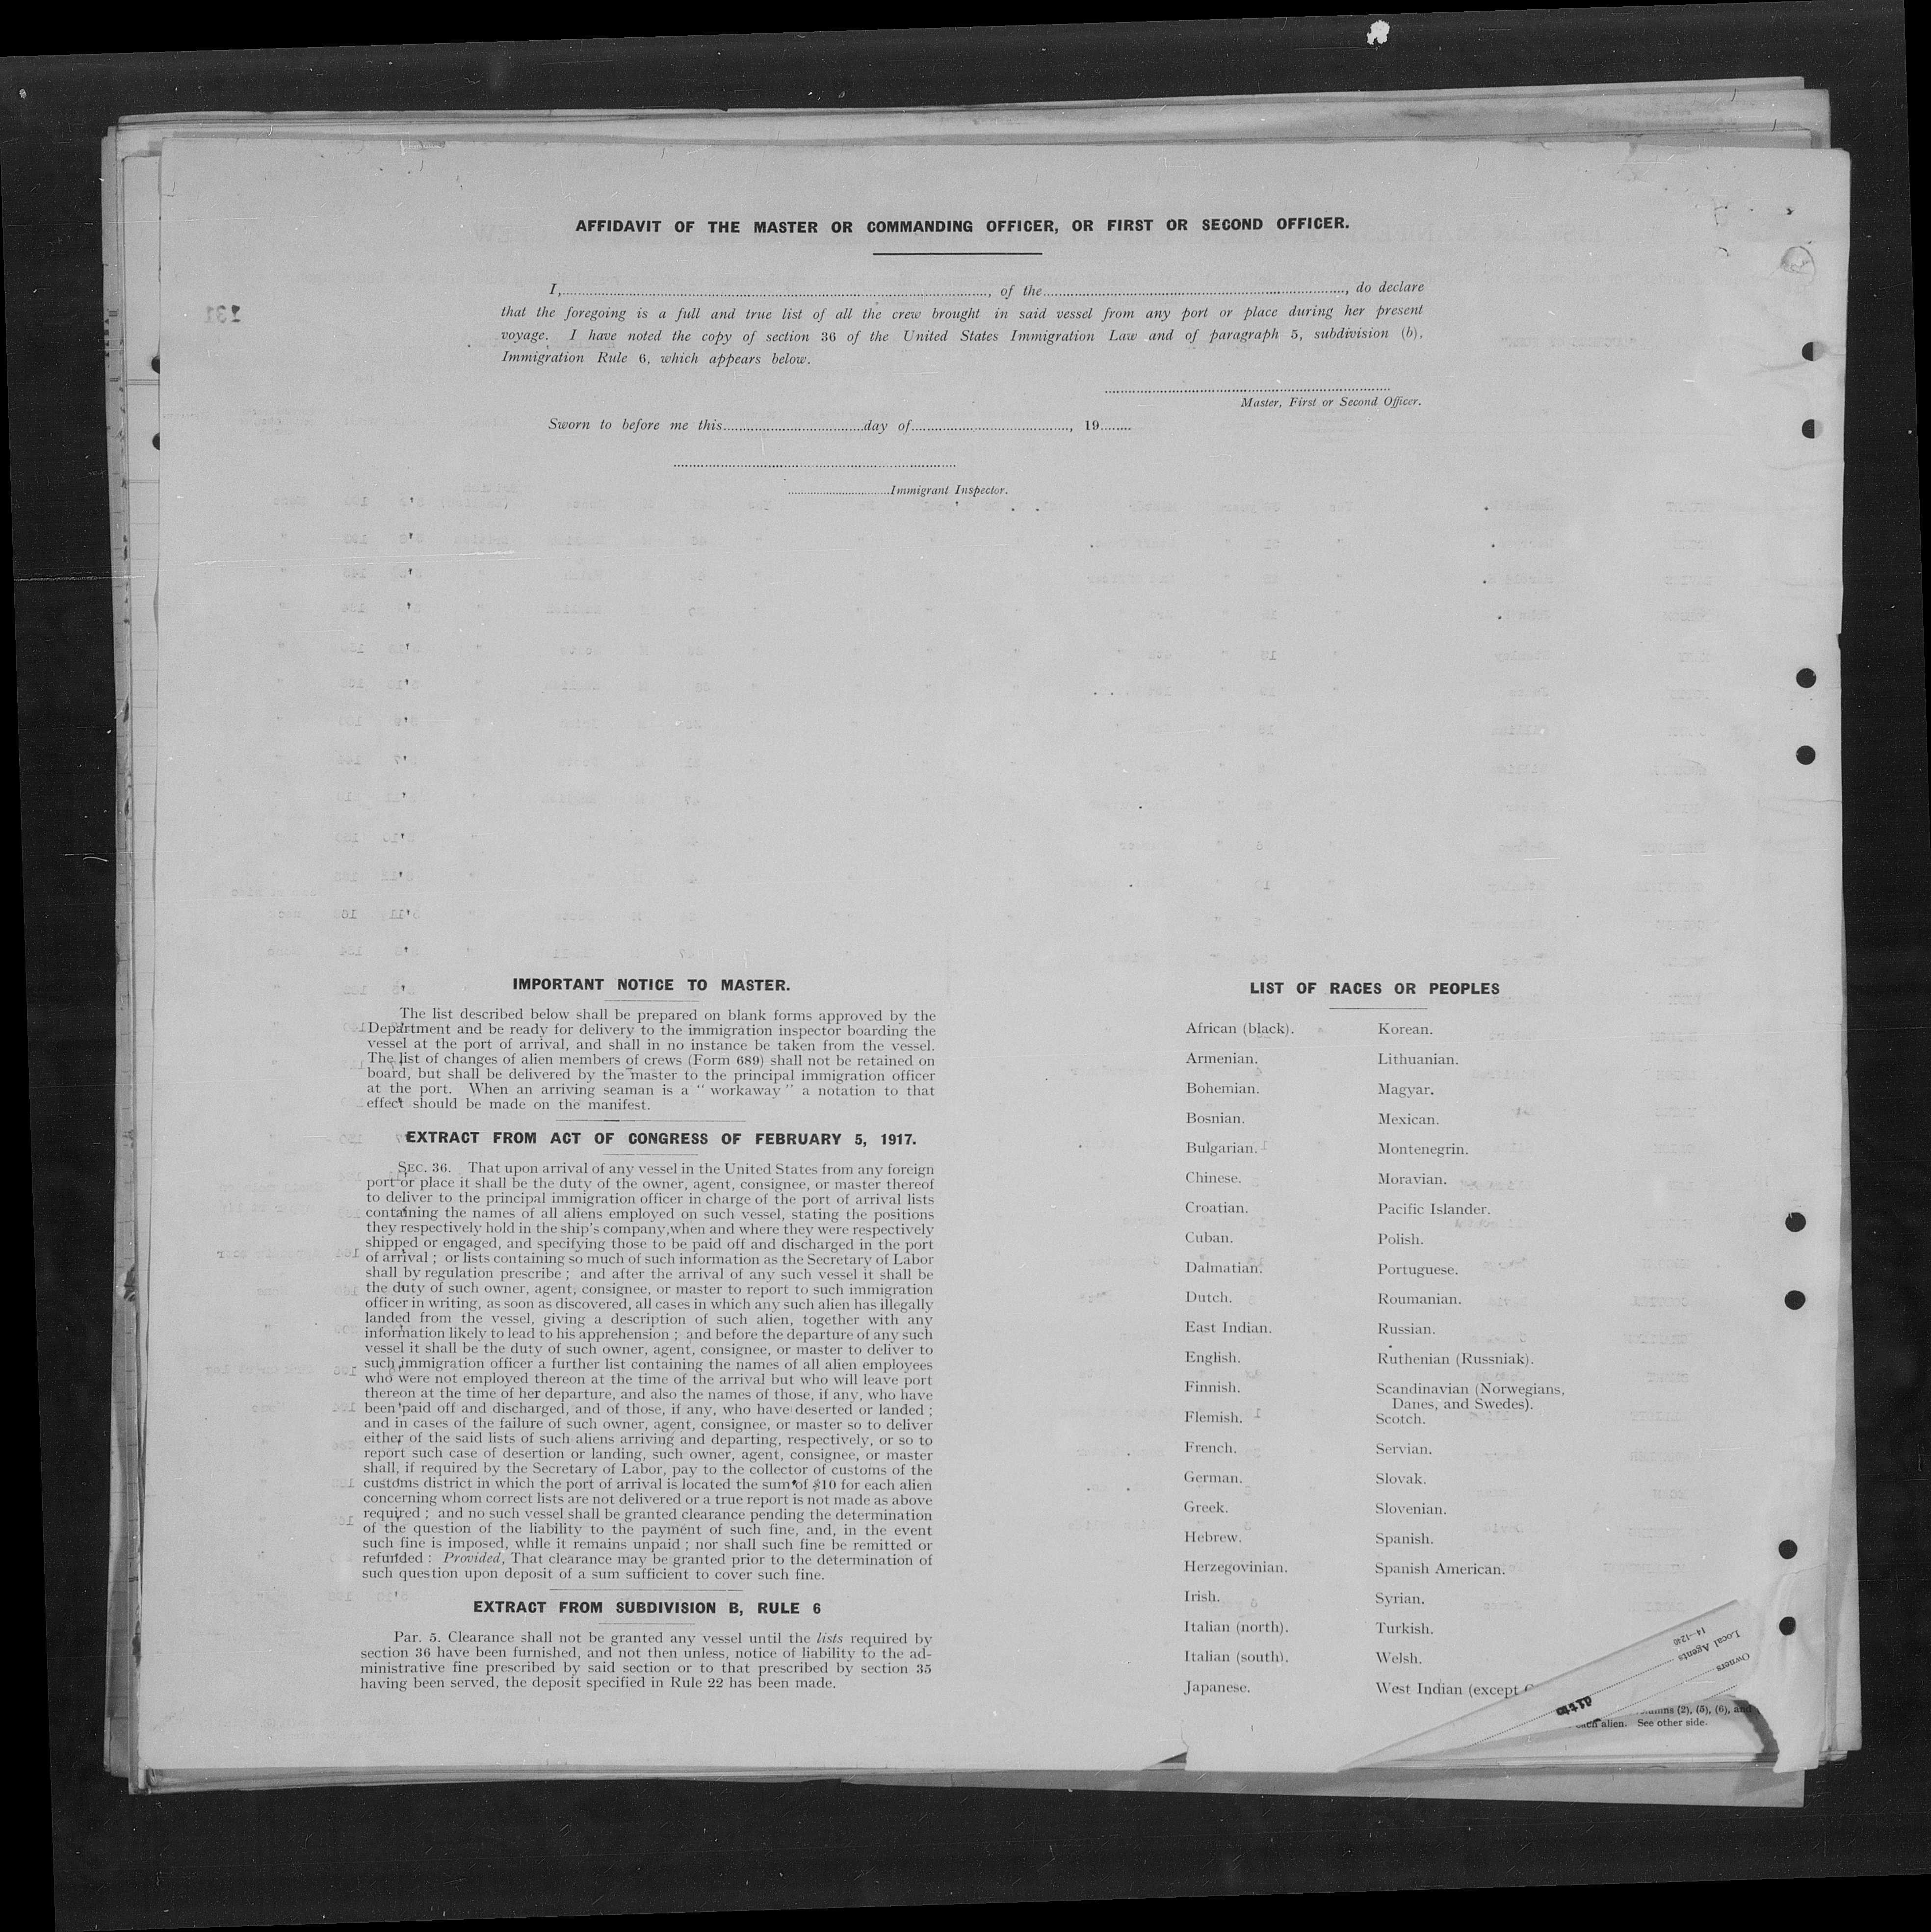 AFFIDAVIT OF THE MASTER OR COMMANDING OFFICER, OR FIRST OR SECOND OFFICER.
I,..............................., of the..............................., do declare
that the foregoing is a full and true list of all the crew brought in said vessel from any port or place during her present
voyage. I have noted the copy of section 36 of the United States Immigration Law and of paragraph 5, subdivision (b),
Immigration Rule 6, which appears below.
Master, First or Second Officer.
Sworn to before me this...............day of..............., 19........
...............Immigrant Inspector.
IMPORTANT NOTICE TO MASTER.
The list described below shall be prepared on blank forms approved by the
Department and be ready for delivery to the immigration inspector boarding the
vessel at the port of arrival, and shall in no instance be taken from the vessel.
The list of changes of alien members of crews (Form 689) shall not be retained on
board, but shall be delivered by the master to the principal immigration officer
at the port. When an arriving seaman is a "workaway" a notation to that
effect should be made on the manifest.
EXTRACT FROM ACT OF CONGRESS OF FEBRUARY 5, 1917.
SEC. 36. That upon arrival of any vessel in the United States from any foreign
port or place it shall be the duty of the owner, agent, consignee, or master thereof
to deliver to the principal immigration officer in charge of the port of arrival lists
containing the names of all aliens employed on such vessel, stating the positions
they respectively hold in the ship's company,when and where they were respectively
shipped or engaged, and specifying those to be paid off and discharged in the port
of arrival; or lists containing so much of such information as the Secretary of Labor
shall by regulation prescribe; and after the arrival of any such vessel it shall be
the duty of such owner, agent, consignee, or master to report to such immigration
officer in writing, as soon as discovered, all cases in which any such alien has illegally
landed from the vessel, giving a description of such alien, together with any
information likely to lead to his apprehension; and before the departure of any such
vessel it shall be the duty of such owner, agent, consignee, or master to deliver to
such immigration officer a further list containing the names of all alien employees
who were not employed thereon at the time of the arrival but who will leave port
thereon at the time of her departure, and also the names of those, if any, who have
been paid off and discharged, and of those, if any, who have deserted or landed;
and in cases of the failure of such owner, agent, consignee, or master so to deliver
either of the said lists of such aliens arriving and departing, respectively, or so to
report such case of desertion or landing, such owner, agent, consignee, or master
shall, if required by the Secretary of Labor, pay to the collector of customs of the
customs district in which the port of arrival is located the sum of $10 for each alien
concerning whom correct lists are not delivered or a true report is not made as above
required; and no such vessel shall be granted clearance pending the determination
of the question of the liability to the payment of such fine, and, in the event
such fine is imposed, while it remains unpaid; nor shall such fine be remitted or
refunded: Provided, That clearance may be granted prior to the determination of
such question upon deposit of a sum sufficient to cover such fine.
EXTRACT FROM SUBDIVISION B, RULE 6
Par. 5. Clearance shall not be granted any vessel until the lists required by
section 36 have been furnished, and not then unless, notice of liability to the ad-
ministrative fine prescribed by said section or to that prescribed by section 35
having been served, the deposit specified in Rule 22 has been made.
LIST OF RACES OR PEOPLES
African (black).
Armenian.
Bohemian.
Bosnian.
Bulgarian.
Chinese.
Croatian.
Cuban.
Dalmatian.
Dutch.
East Indian.
English.
Finnish.
Flemish.
French.
German.
Greek.
Hebrew.
Herzegovinian.
Irish.
Italian (north).
Italian (south).
Japanese.
Korean.
Lithuanian.
Magyar.
Mexican.
Montenegrin.
Moravian.
Pacific Islander.
Polish.
Portuguese.
Roumanian.
Russian.
Ruthenian (Russniak).
Scandinavian (Norwegians,
Danes, and Swedes).
Scotch.
Servian.
Slovak.
Slovenian.
Spanish.
Spanish American.
Syrian.
Turkish.
Welsh.
West Indian (except
14—1240
Local Agents
Owners
(2), (5), (6), and
alien. See other side.